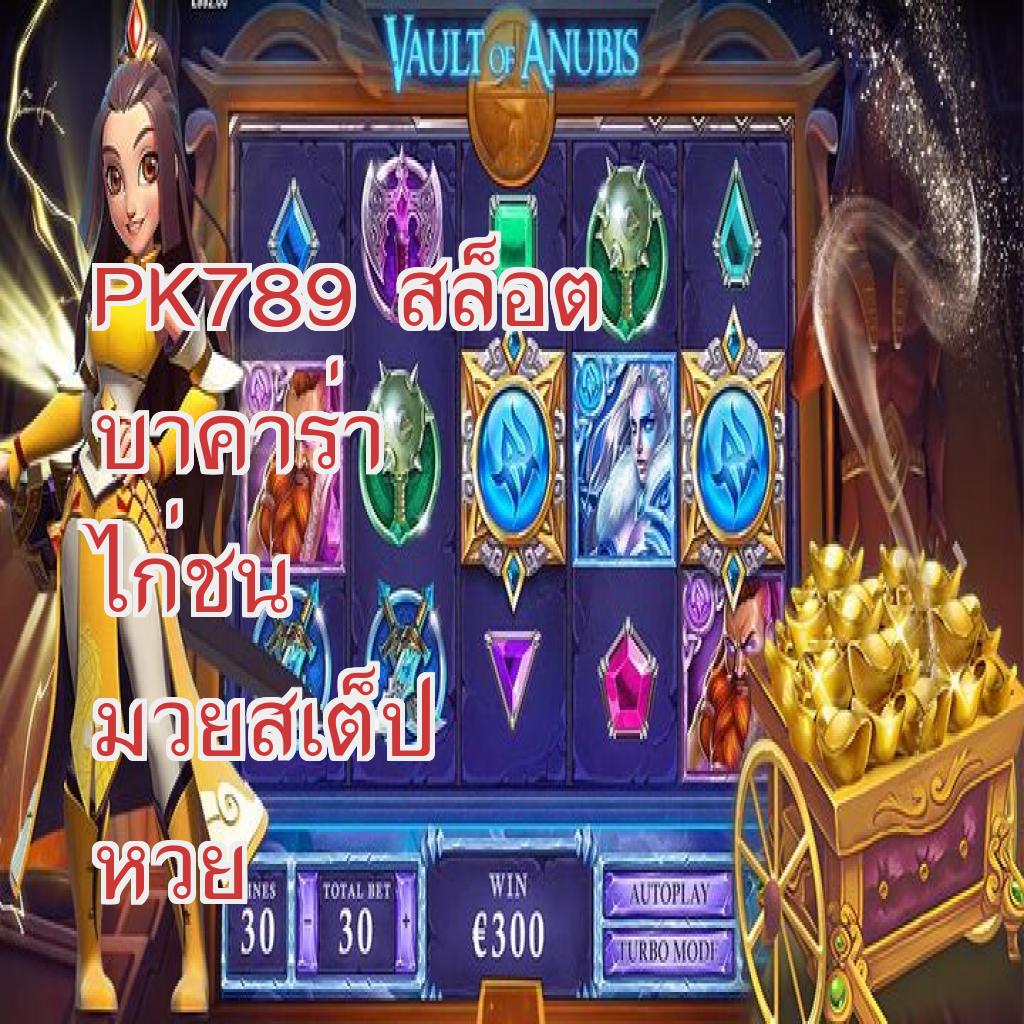 VAULT OF ANUBIS
PK789 สล็อต
บาคาร่า
ไก่ชน
มวยสเต็ป
หวย
TOTAL BET
30
30
WIN
€300
AUTOPLAY
TURBO MODE